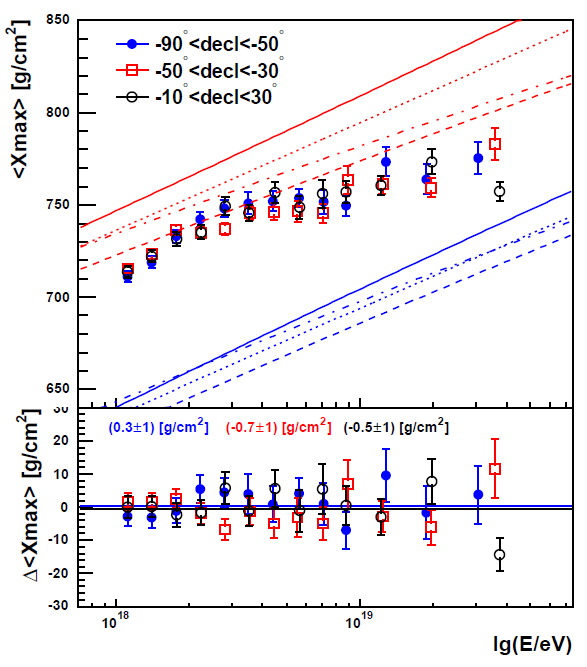 850
800
750
700
650
<Xmax> [g/cm²]
-90°<decl<-50°
-50°<decl<-30°
-10°<decl<30°
30
20
10
0
-10
-20
-30
Δ<Xmax> [g/cm²]
(0.3±1) [g/cm²] (-0.7±1) [g/cm²] (-0.5±1) [g/cm²]
10¹⁸ 10¹⁹
lg(E/eV)